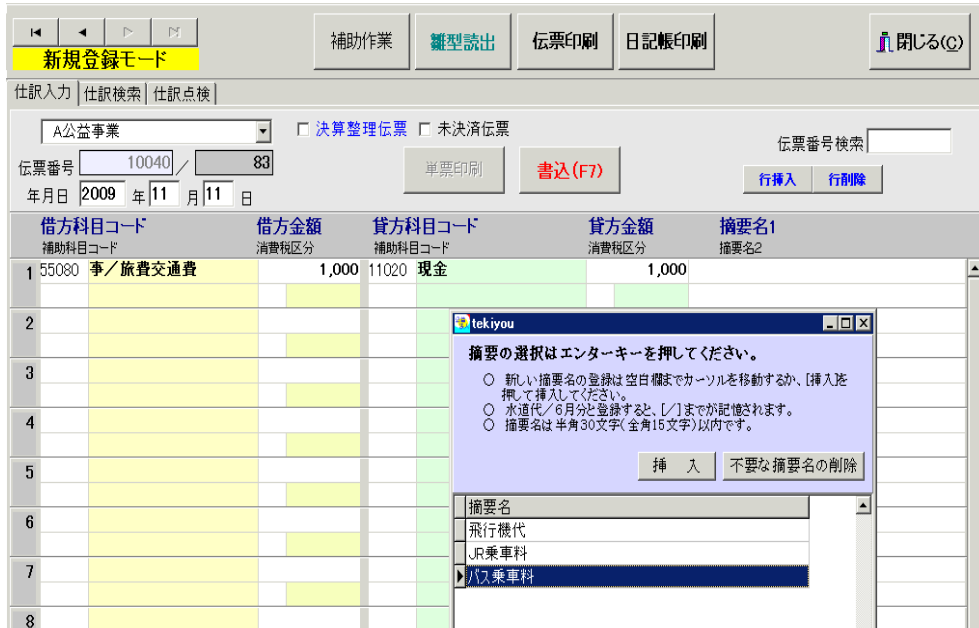 補助作業 雛型読出 伝票印刷 日記帳印刷 閉じる(C)
新規登録モード
仕訳入力 仕訳検索 仕訳点検
A公益事業 決算整理伝票 未決済伝票
伝票番号検索
伝票番号 10040 / 83 単票印刷 書込(F7)
行挿入 行削除
年月日 2009 年 11 月 11 日
借方科目コード 借方金額 貸方科目コード 貸方金額 摘要名1
補助科目コード 消費税区分 補助科目コード 消費税区分 摘要名2
1 55080 事／旅費交通費 1,000 11020 現金 1,000
2
3
4
5
6
7
8
tekiyou
摘要の選択はエンターキーを押してください。
○ 新しい摘要名の登録は空白欄までカーソルを移動するか、[挿入]を
押して挿入してください。
○ 水道代／6月分と登録すると、[／]までが記憶されます。
○ 摘要名は半角30文字(全角15文字)以内です。
挿 入 不要な摘要名の削除
摘要名
飛行機代
JR乗車料
バス乗車料